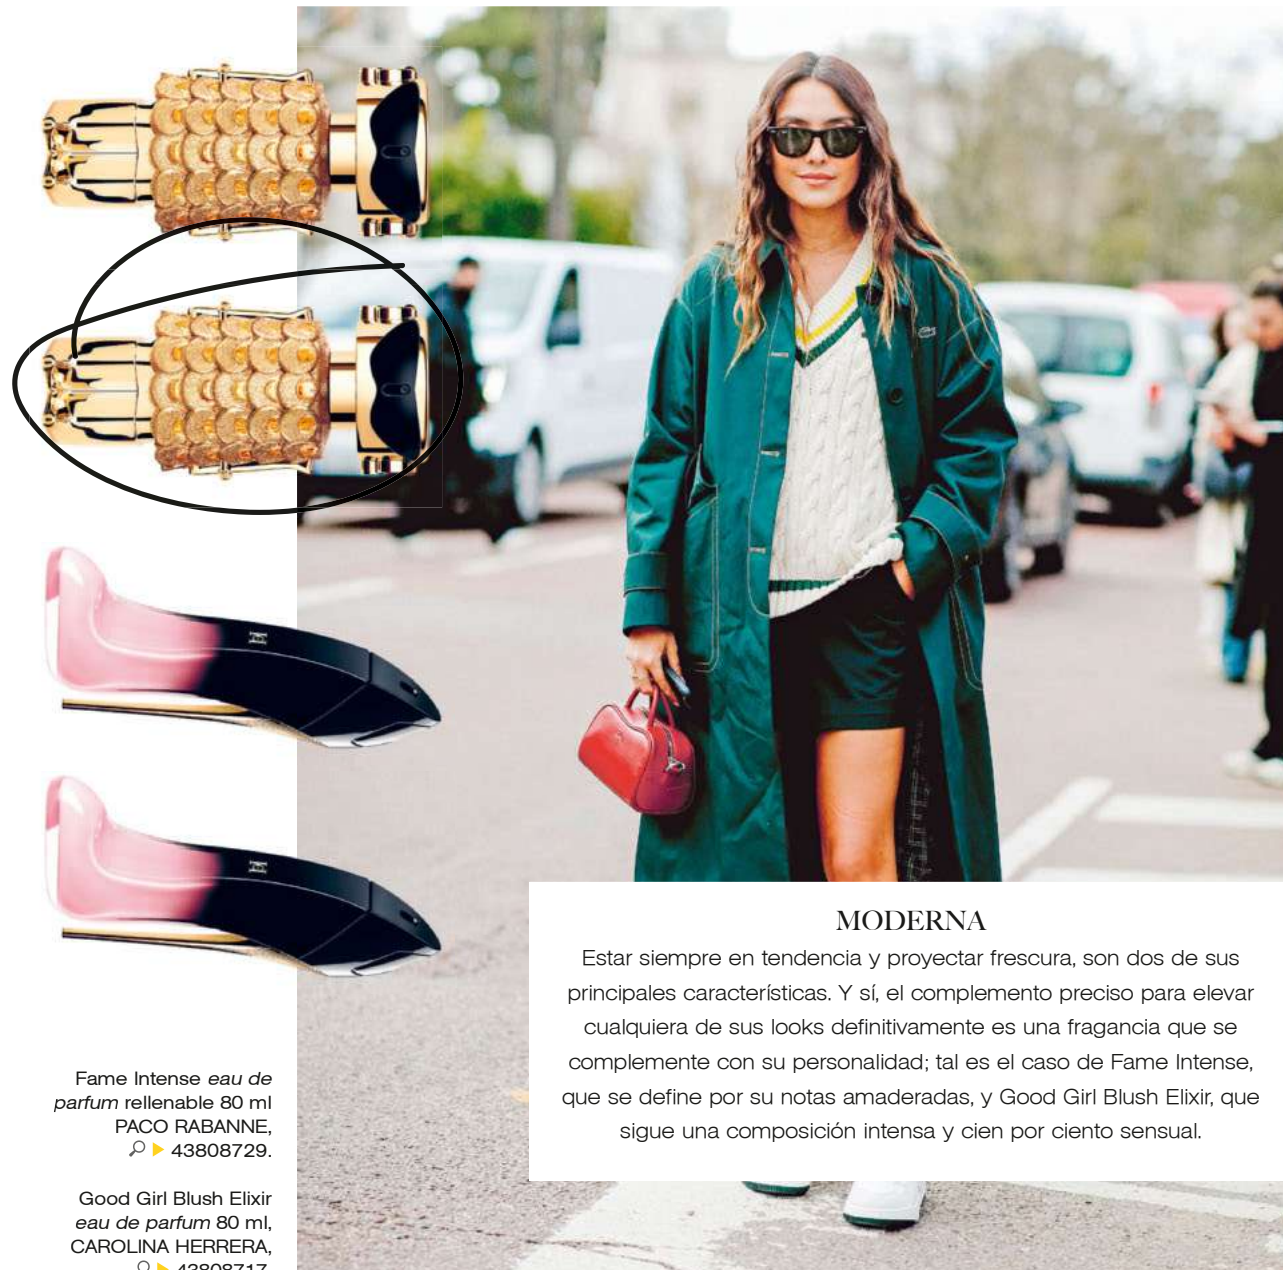 MODERNA
Estar siempre en tendencia y proyectar frescura, son dos de sus
principales características. Y sí, el complemento preciso para elevar
cualquiera de sus looks definitivamente es una fragancia que se
complemente con su personalidad; tal es el caso de Fame Intense,
que se define por su notas amaderadas, y Good Girl Blush Elixir, que
sigue una composición intensa y cien por ciento sensual.
Fame Intense eau de
parfum rellenable 80 ml
PACO RABANNE,
43808729.
Good Girl Blush Elixir
eau de parfum 80 ml,
CAROLINA HERRERA,
43808717.